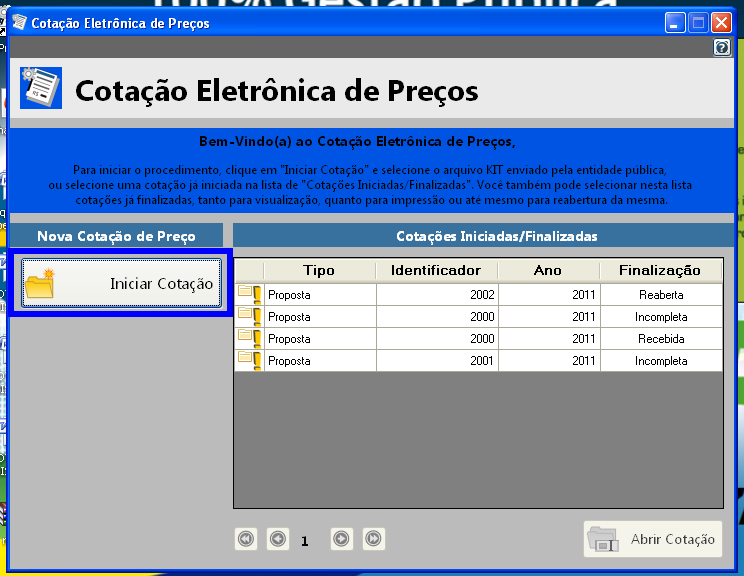 100% Gestão Pública
Cotação Eletrônica de Preços
Cotação Eletrônica de Preços
Bem-Vindo(a) ao Cotação Eletrônica de Preços,
Para iniciar o procedimento, clique em "Iniciar Cotação" e selecione o arquivo KIT enviado pela entidade pública,
ou selecione uma cotação já iniciada na lista de "Cotações Iniciadas/Finalizadas". Você também pode selecionar nesta lista
cotações já finalizadas, tanto para visualização, quanto para impressão ou até mesmo para reabertura da mesma.
Nova Cotação de Preço
Cotações Iniciadas/Finalizadas
Iniciar Cotação
Tipo Identificador Ano Finalização
Proposta 2002 2011 Reaberta
Proposta 2000 2011 Incompleta
Proposta 2000 2011 Recebida
Proposta 2001 2011 Incompleta
1
Abrir Cotação